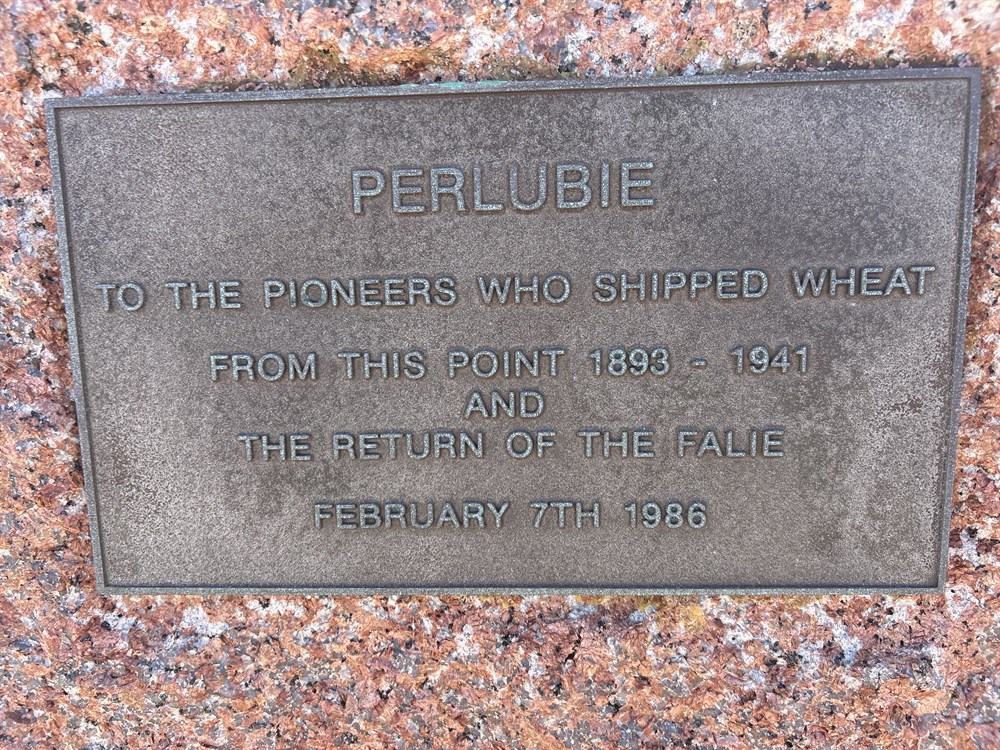 PERLUBIE
TO THE PIONEERS WHO SHIPPED WHEAT
FROM THIS POINT 1893 - 1941
AND
THE RETURN OF THE FALIE
FEBRUARY 7TH 1986